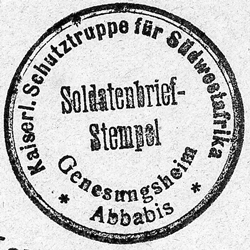 Kaiserl. Schutztruppe für Südwestafrika
Soldatenbrief-
Stempel
Genesungsheim
* Abbabis *